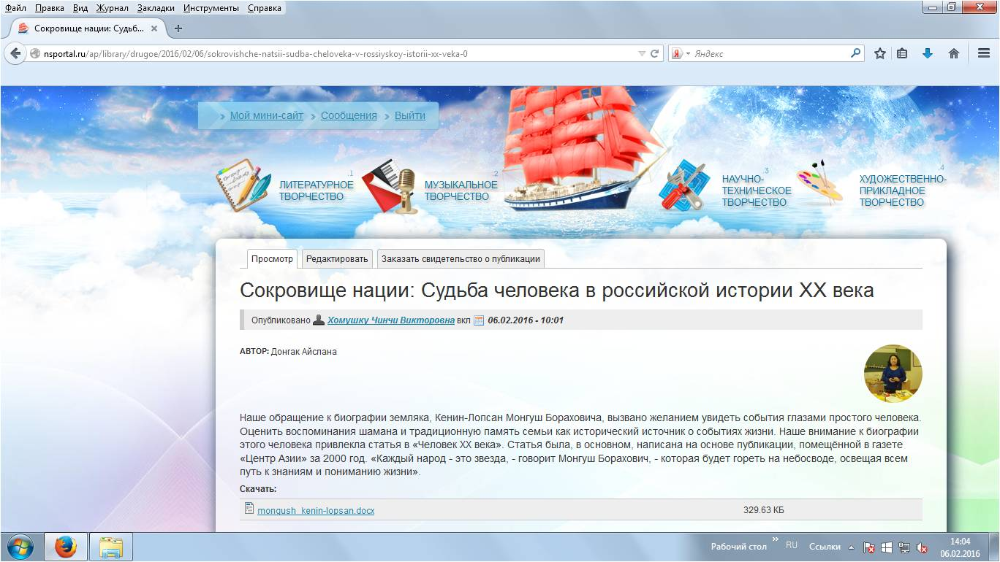 Файл Правка Вид Журнал Закладки Инструменты Справка
Сокровище нации: Судьб...
nsportal.ru/ap/library/drugoe/2016/02/06/sokrovishche-natsii-sudba-cheloveka-v-rossiyskoy-istorii-xx-veka-0
Яндекс
Мой мини-сайт Сообщения Выйти
.1 ЛИТЕРАТУРНОЕ
ТВОРЧЕСТВО
.2 МУЗЫКАЛЬНОЕ
ТВОРЧЕСТВО
.3 НАУЧНО-
ТЕХНИЧЕСКОЕ
ТВОРЧЕСТВО
.4 ХУДОЖЕСТВЕННО-
ПРИКЛАДНОЕ
ТВОРЧЕСТВО
Просмотр Редактировать Заказать свидетельство о публикации
Сокровище нации: Судьба человека в российской истории XX века
Опубликовано Хомушку Чинчи Викторовна вкл 06.02.2016 - 10:01
АВТОР: Донгак Айслана
Наше обращение к биографии земляка, Кенин-Лопсан Монгуш Бораховича, вызвано желанием увидеть события глазами простого человека.
Оценить воспоминания шамана и традиционную память семьи как исторический источник о событиях жизни. Наше внимание к биографии
этого человека привлекла статья в «Человек XX века». Статья была, в основном, написана на основе публикации, помещённой в газете
«Центр Азии» за 2000 год. «Каждый народ - это звезда, - говорит Монгуш Борахович, - которая будет гореть на небосводе, освещая всем
путь к знаниям и пониманию жизни».
Скачать:
mongush_kenin-lopsan.docx 329.63 КБ
Рабочий стол » RU Ссылки 14:04
06.02.2016